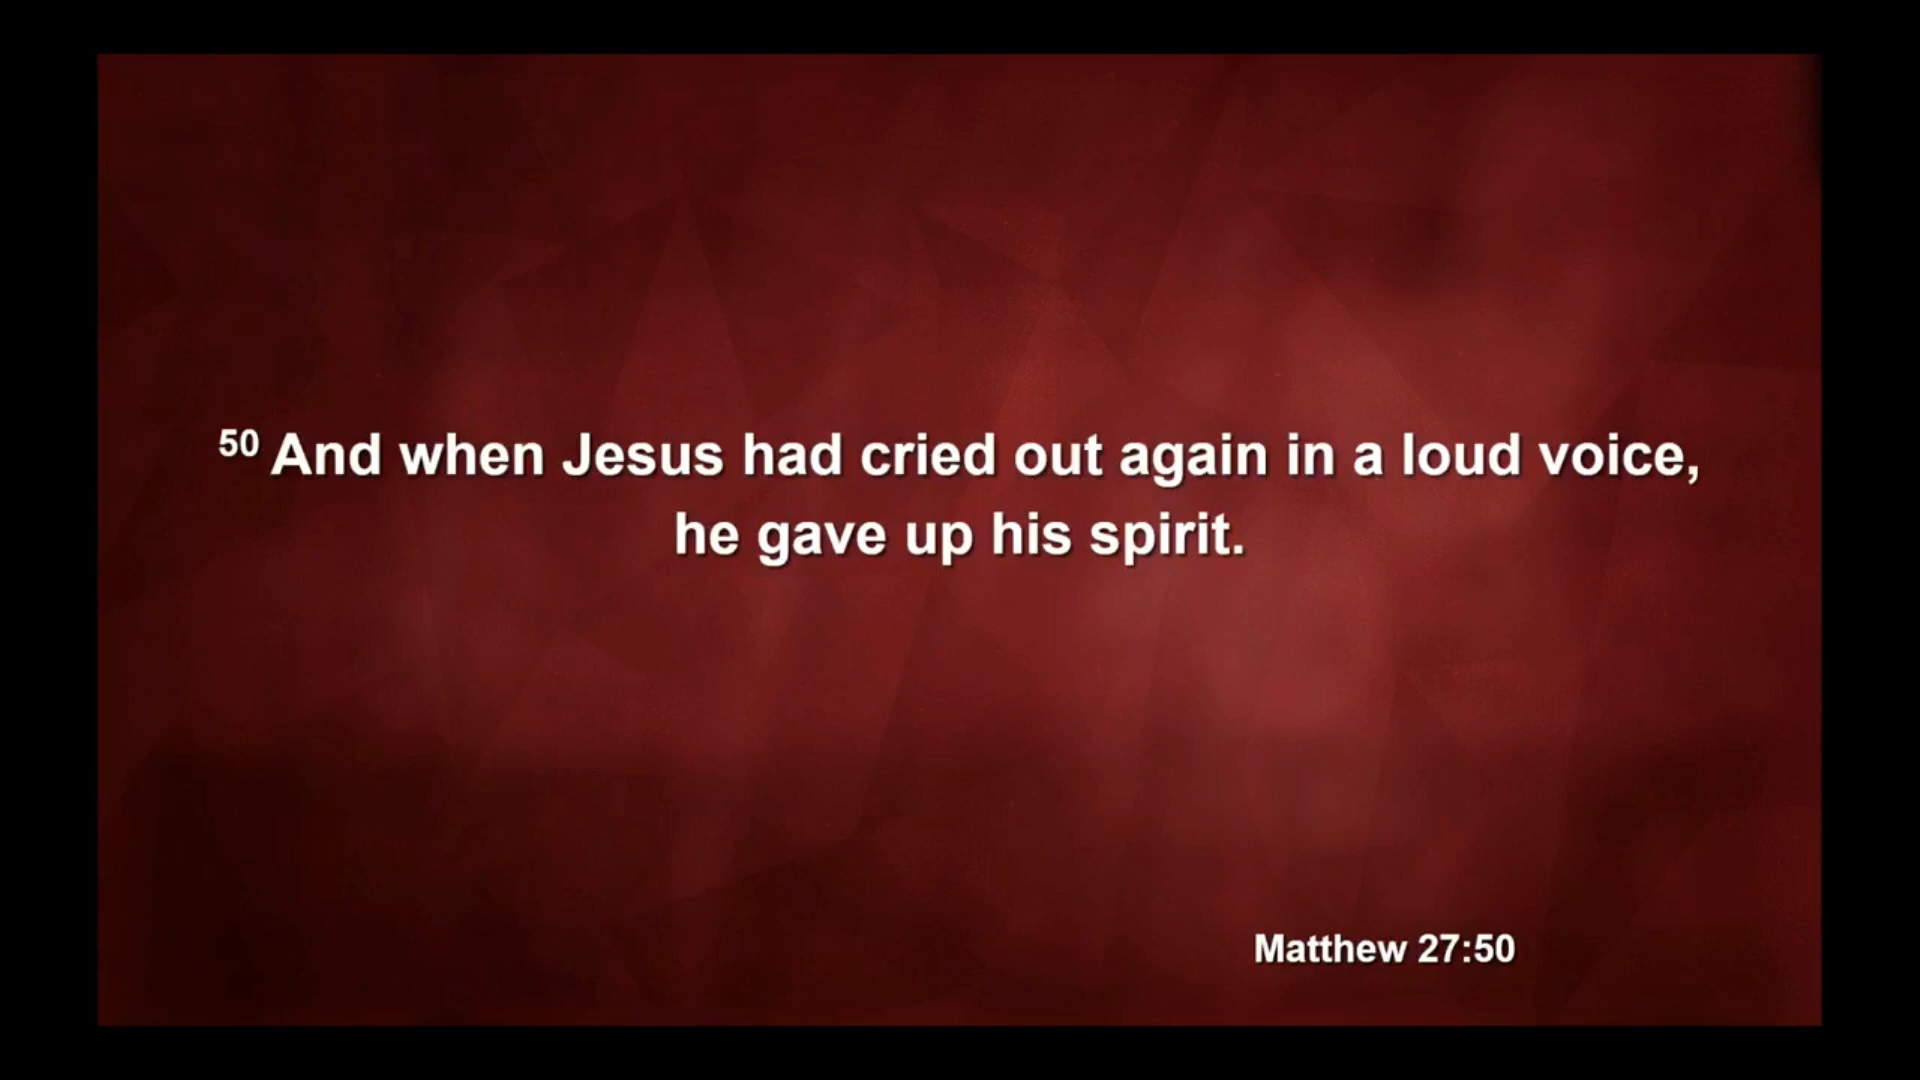 50 And when Jesus had cried out again in a loud voice,
he gave up his spirit.
Matthew 27:50